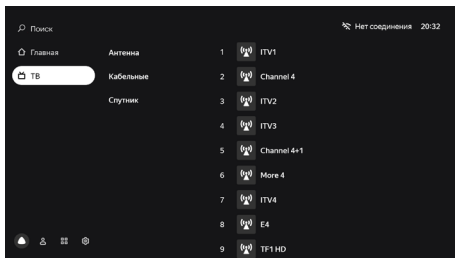 Поиск
Нет соединения 20:32
Главная
Антенна
1 ITV1
ТВ
Кабельные
2 Channel 4
Спутник
3 ITV2
4 ITV3
5 Channel 4+1
6 More 4
7 ITV4
8 E4
9 TF1 HD